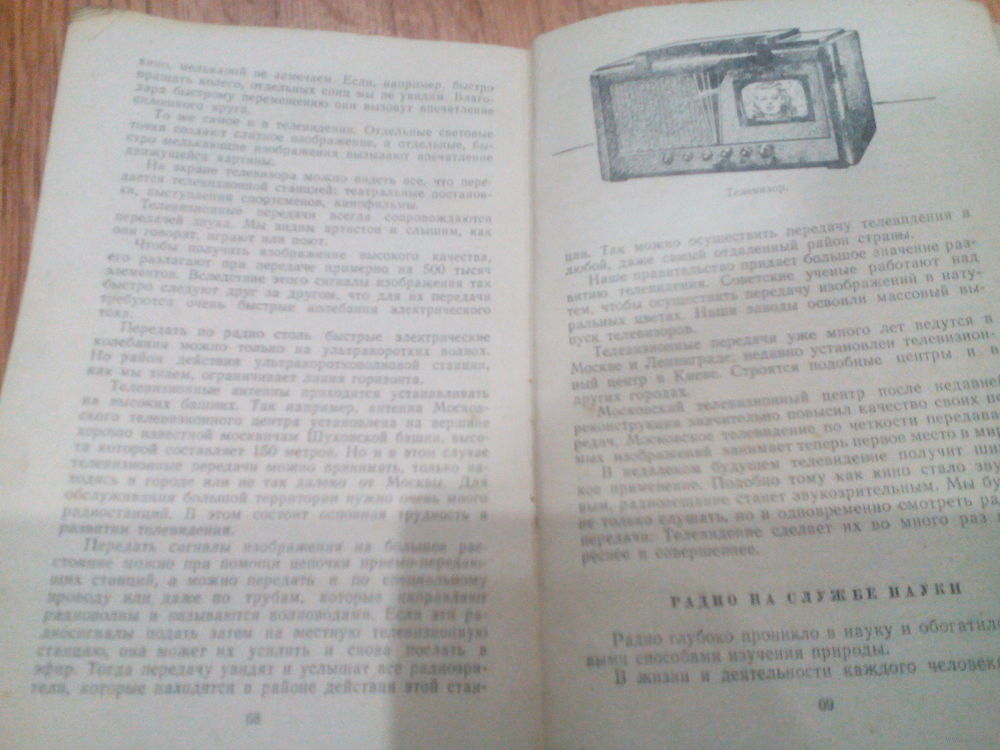 кино, мельканий не замечаем. Если, например, быстро
вращать колесо, отдельных спиц мы не увидим. Благо-
даря быстрому перемещению они вызовут впечатление
сплошного круга.
То же самое и в телевидении. Отдельные световые
точки создают слитное изображение, а отдельные, бы-
стро мелькающие изображения вызывают впечатление
движущейся картины.
На экране телевизора можно видеть все, что пере-
дается телевизионной станцией: театральные постанов-
ки, выступления спортсменов, кинофильмы.
Телевизионные передачи всегда сопровождаются
передачей звука. Мы видим артистов и слышим, как
они говорят, играют или поют.
Чтобы получить изображение высокого качества,
его разлагают при передаче примерно на 500 тысяч
элементов. Вследствие этого сигналы изображения так
быстро следуют друг за другом, что для их передачи
требуются очень быстрые колебания электрического
тока.
Передать по радио столь быстрые электрические
колебания можно только на ультракоротких волнах.
Но район действия ультракоротковолновой станции,
как мы знаем, ограничивает линия горизонта.
Телевизионные антенны приходится устанавливать
на высоких башнях. Так например, антенна Москов-
ского телевизионного центра установлена на вершине
хорошо известной москвичам Шуховской башни, высо-
та которой составляет 150 метров. Но и в этом случае
телевизионные передачи можно принимать, только на-
ходясь в городе или не так далеко от Москвы. Для
обслуживания большой территории нужно очень много
радиостанций. В этом состоит основная трудность в
развитии телевидения.
Передать сигналы изображения на большое рас-
стояние можно при помощи цепочки приемо-передаю-
щих станций, а можно передать и по специальному
проводу или даже по трубам, которые направляют
радиоволны и называются волноводами. Если эти ра-
диосигналы подать затем на местную телевизионную
станцию, она может их усилить и снова послать в
эфир. Тогда передачу увидят и услышат все радиозри-
тели, которые находятся в районе действия этой стан-
68
Телевизор.
ции. Так можно осуществить передачу телевидения в
любой, даже самый отдаленный район страны.
Наше правительство придает большое значение раз-
витию телевидения. Советские ученые работают над
тем, чтобы осуществить передачу изображений в нату-
ральных цветах. Наши заводы освоили массовый вы-
пуск телевизоров.
Телевизионные передачи уже много лет ведутся в
Москве и Ленинграде; недавно установлен телевизион-
ный центр в Киеве. Строятся подобные центры и в
других городах.
Московский телевизионный центр после недавней
реконструкции значительно повысил качество своих пе
редач. Московское телевидение по четкости передава
мых изображений занимает теперь первое место в мир
В недалеком будущем телевидение получит ши
кое применение. Подобно тому как кино стало зву
вым, радиовещание станет звукозрительным. Мы бу
не только слушать, но и одновременно смотреть ра
передачи. Телевидение сделает их во много раз
реснее и совершеннее.
РАДИО НА СЛУЖБЕ НАУКИ
Радио глубоко проникло в науку и обогатило
выми способами изучения природы.
В жизни и деятельности каждого человека
69